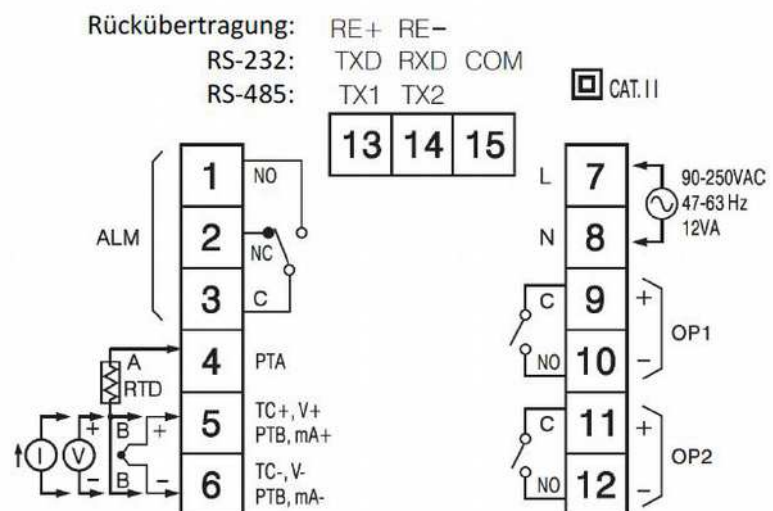 Rückübertragung: RE+ RE−
RS-232: TXD RXD COM
RS-485: TX1 TX2
CAT.II
13 14 15
ALM
1 NO
2 NC
3 C
4 PTA
A
RTD
5 TC+, V+
PTB, mA+
6 TC-, V-
PTB, mA-
I V
+ B +
− B −
L 7
N 8
90-250VAC
47-63 Hz
12VA
C 9 +
NO 10 −
OP1
C 11 +
NO 12 −
OP2